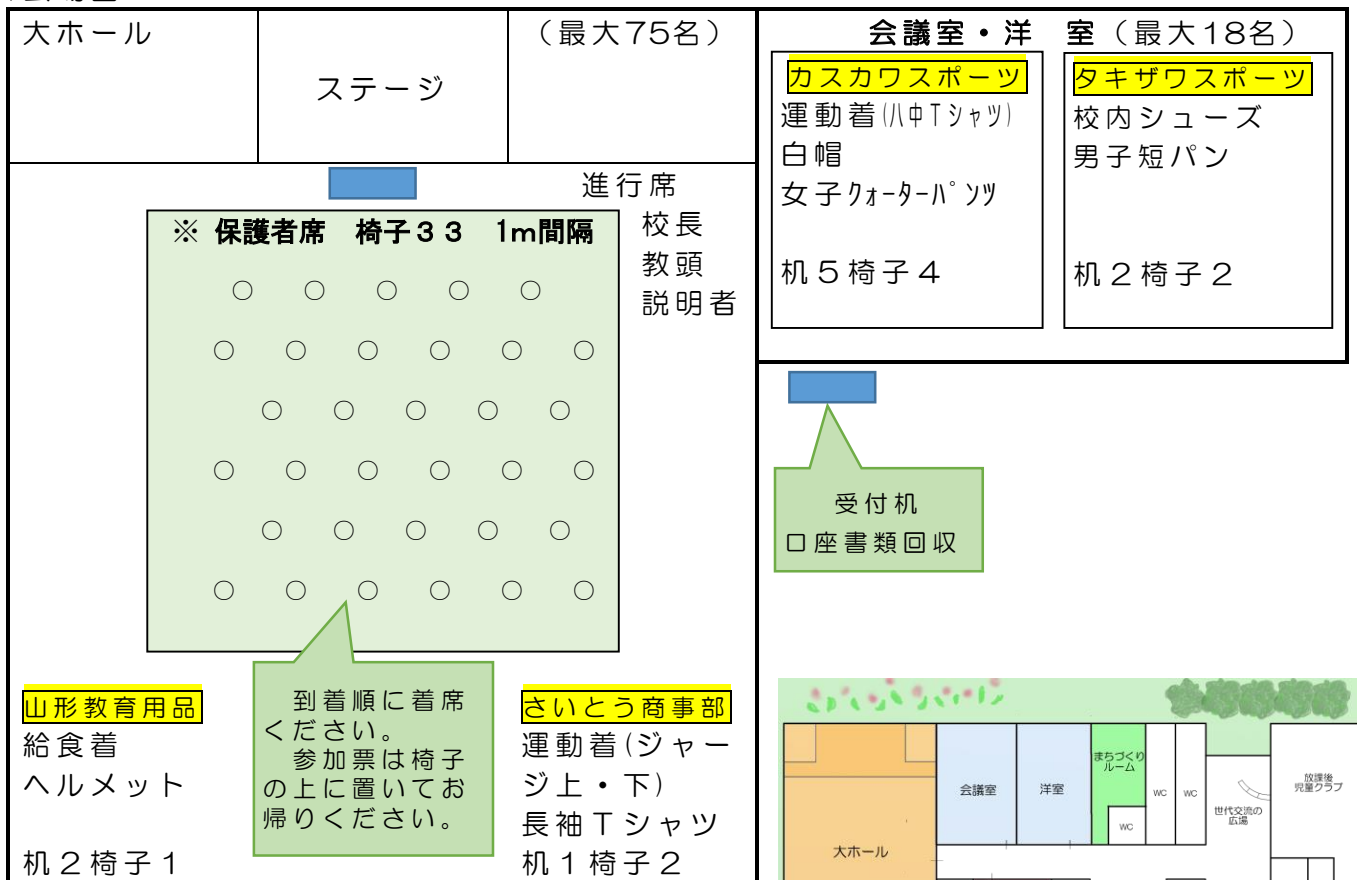 大ホール
（最大75名）
ステージ
進行席
校長
教頭
説明者
※ 保護者席　椅子３３　1m間隔
○ ○ ○ ○ ○
○ ○ ○ ○ ○ ○
○ ○ ○ ○ ○
○ ○ ○ ○ ○ ○
○ ○ ○ ○ ○
○ ○ ○ ○ ○ ○
山形教育用品
給食着
ヘルメット
机２椅子１
到着順に着席
ください。
参加票は椅子
の上に置いてお
帰りください。
さいとう商事部
運動着(ジャー
ジ上・下)
長袖Ｔシャツ
机１椅子２
会議室・洋　室（最大18名）
カスカワスポーツ
運動着(八中Tシャツ)
白帽
女子クォーターパンツ
机５椅子４
タキザワスポーツ
校内シューズ
男子短パン
机２椅子２
受付机
口座書類回収
会議室
洋室
まちづくり
ルーム
WC
WC
WC
世代交流の
広場
放課後
児童クラブ
大ホール